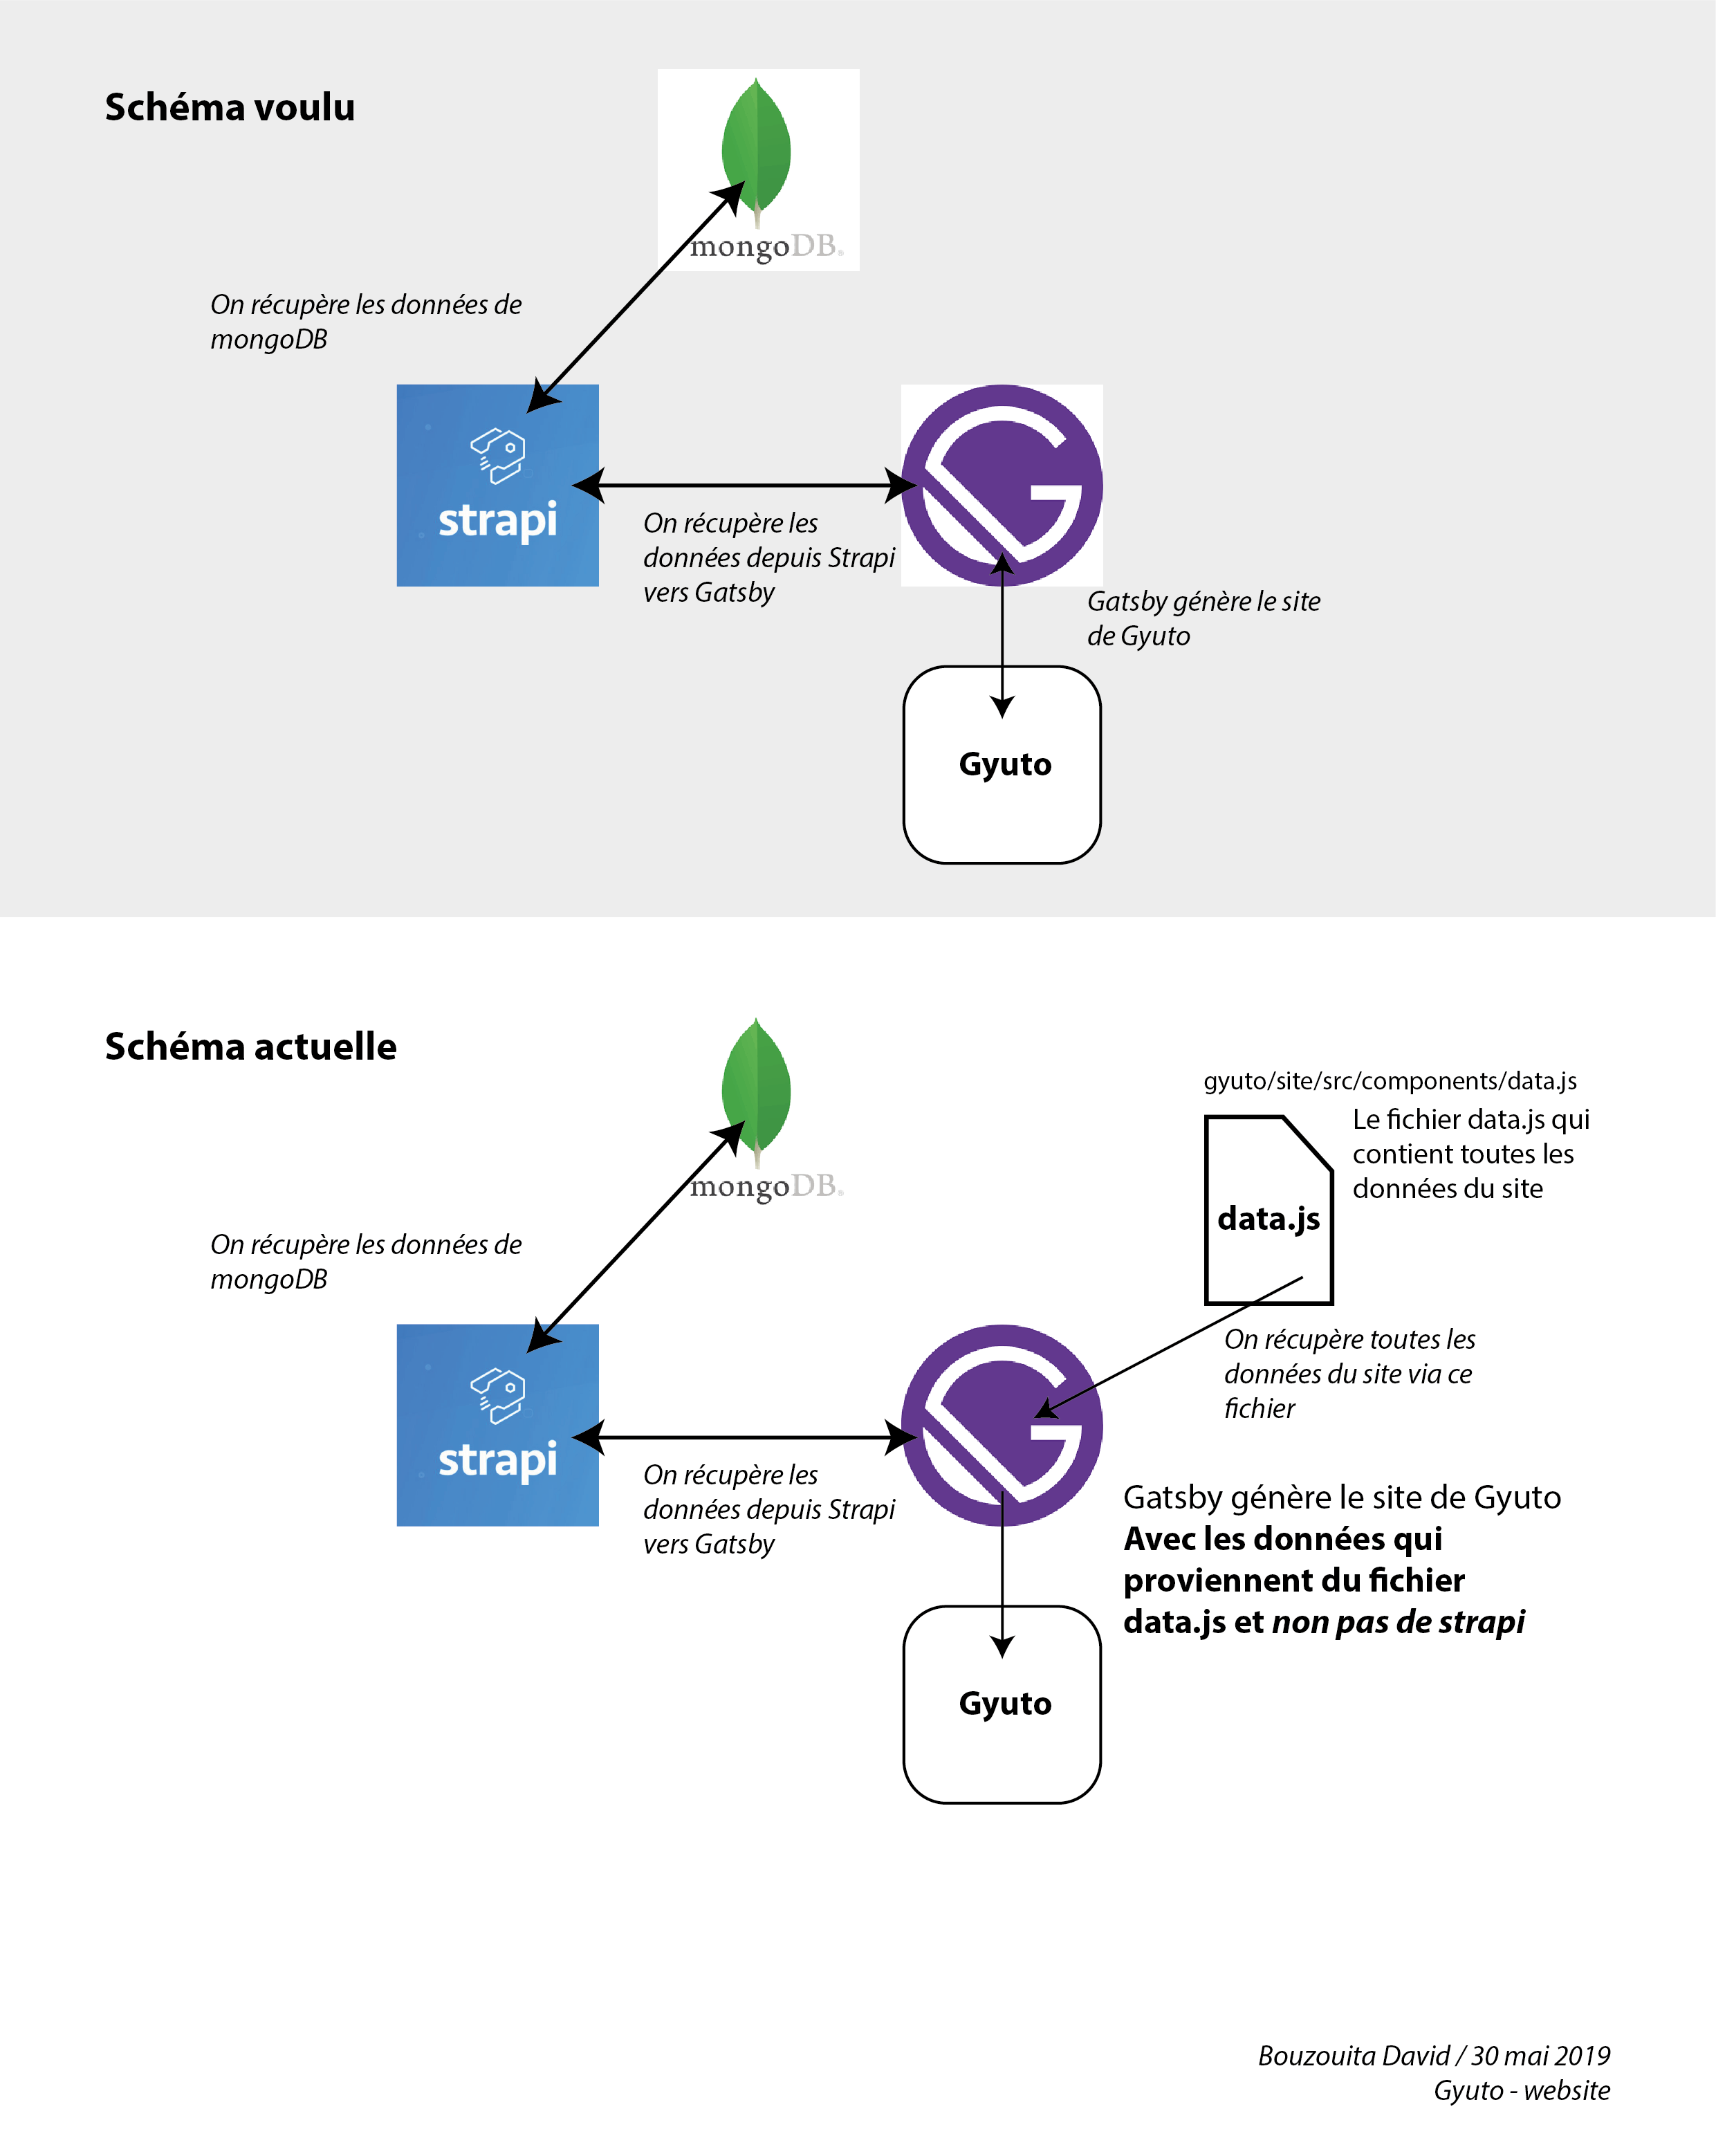 Schéma voulu
mongoDB®
On récupère les données de
mongoDB
strapi
On récupère les
données depuis Strapi
vers Gatsby
Gatsby génère le site
de Gyuto
Gyuto
Schéma actuelle
mongoDB®
gyuto/site/src/components/data.js
Le fichier data.js qui
contient toutes les
données du site
data.js
On récupère les données de
mongoDB
On récupère toutes les
données du site via ce
fichier
strapi
On récupère les
données depuis Strapi
vers Gatsby
Gatsby génère le site de Gyuto
Avec les données qui
proviennent du fichier
data.js et non pas de strapi
Gyuto
Bouzouita David / 30 mai 2019
Gyuto - website